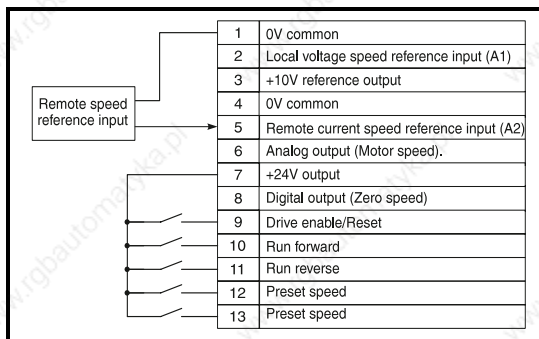 1 0V common
2 Local voltage speed reference input (A1)
3 +10V reference output
Remote speed
reference input
4 0V common
5 Remote current speed reference input (A2)
6 Analog output (Motor speed).
7 +24V output
8 Digital output (Zero speed)
9 Drive enable/Reset
10 Run forward
11 Run reverse
12 Preset speed
13 Preset speed
www.rgbautomatyka.pl